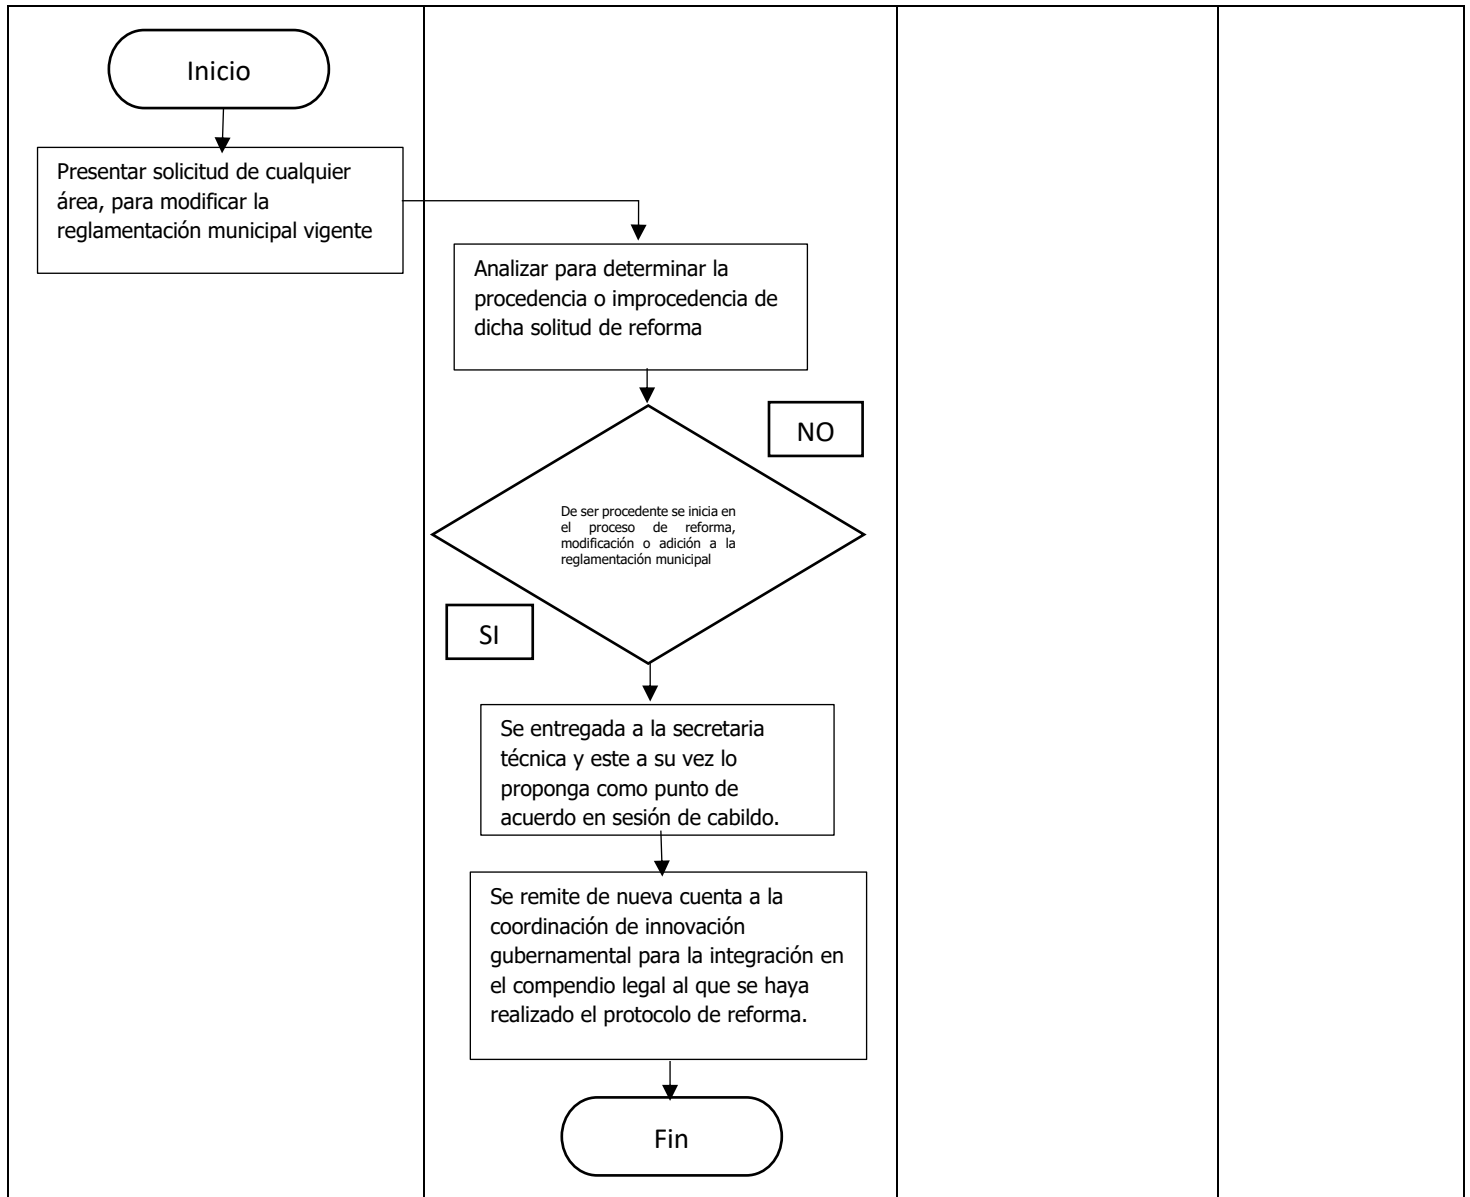 Inicio
Presentar solicitud de cualquier
área, para modificar la
reglamentación municipal vigente
Analizar para determinar la
procedencia o improcedencia de
dicha solitud de reforma
NO
De ser procedente se inicia en
el proceso de reforma,
modificación o adición a la
reglamentación municipal
SI
Se entregada a la secretaria
técnica y este a su vez lo
proponga como punto de
acuerdo en sesión de cabildo.
Se remite de nueva cuenta a la
coordinación de innovación
gubernamental para la integración en
el compendio legal al que se haya
realizado el protocolo de reforma.
Fin